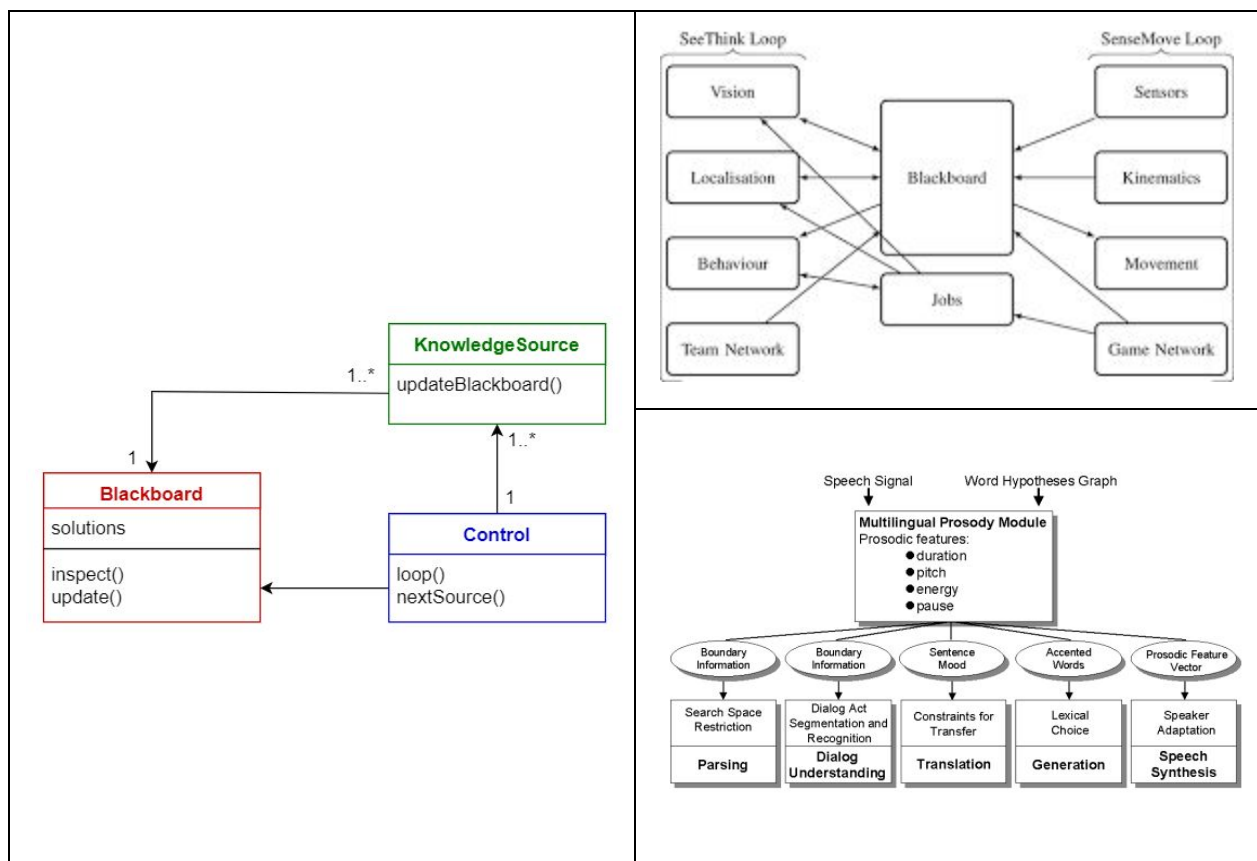 KnowledgeSource
updateBlackboard()
1..*
1
1..*
1
Blackboard
solutions
inspect()
update()
Control
loop()
nextSource()
SeeThink Loop
SenseMove Loop
Vision
Sensors
Localisation
Blackboard
Kinematics
Behaviour
Movement
Jobs
Team Network
Game Network
Speech Signal
Word Hypotheses Graph
Multilingual Prosody Module
Prosodic features:
● duration
● pitch
● energy
● pause
Boundary
Information
Boundary
Information
Sentence
Mood
Accented
Words
Prosodic Feature
Vector
Search Space
Restriction
Parsing
Dialog Act
Segmentation and
Recognition
Dialog
Understanding
Constraints for
Transfer
Translation
Lexical
Choice
Generation
Speaker
Adaptation
Speech
Synthesis